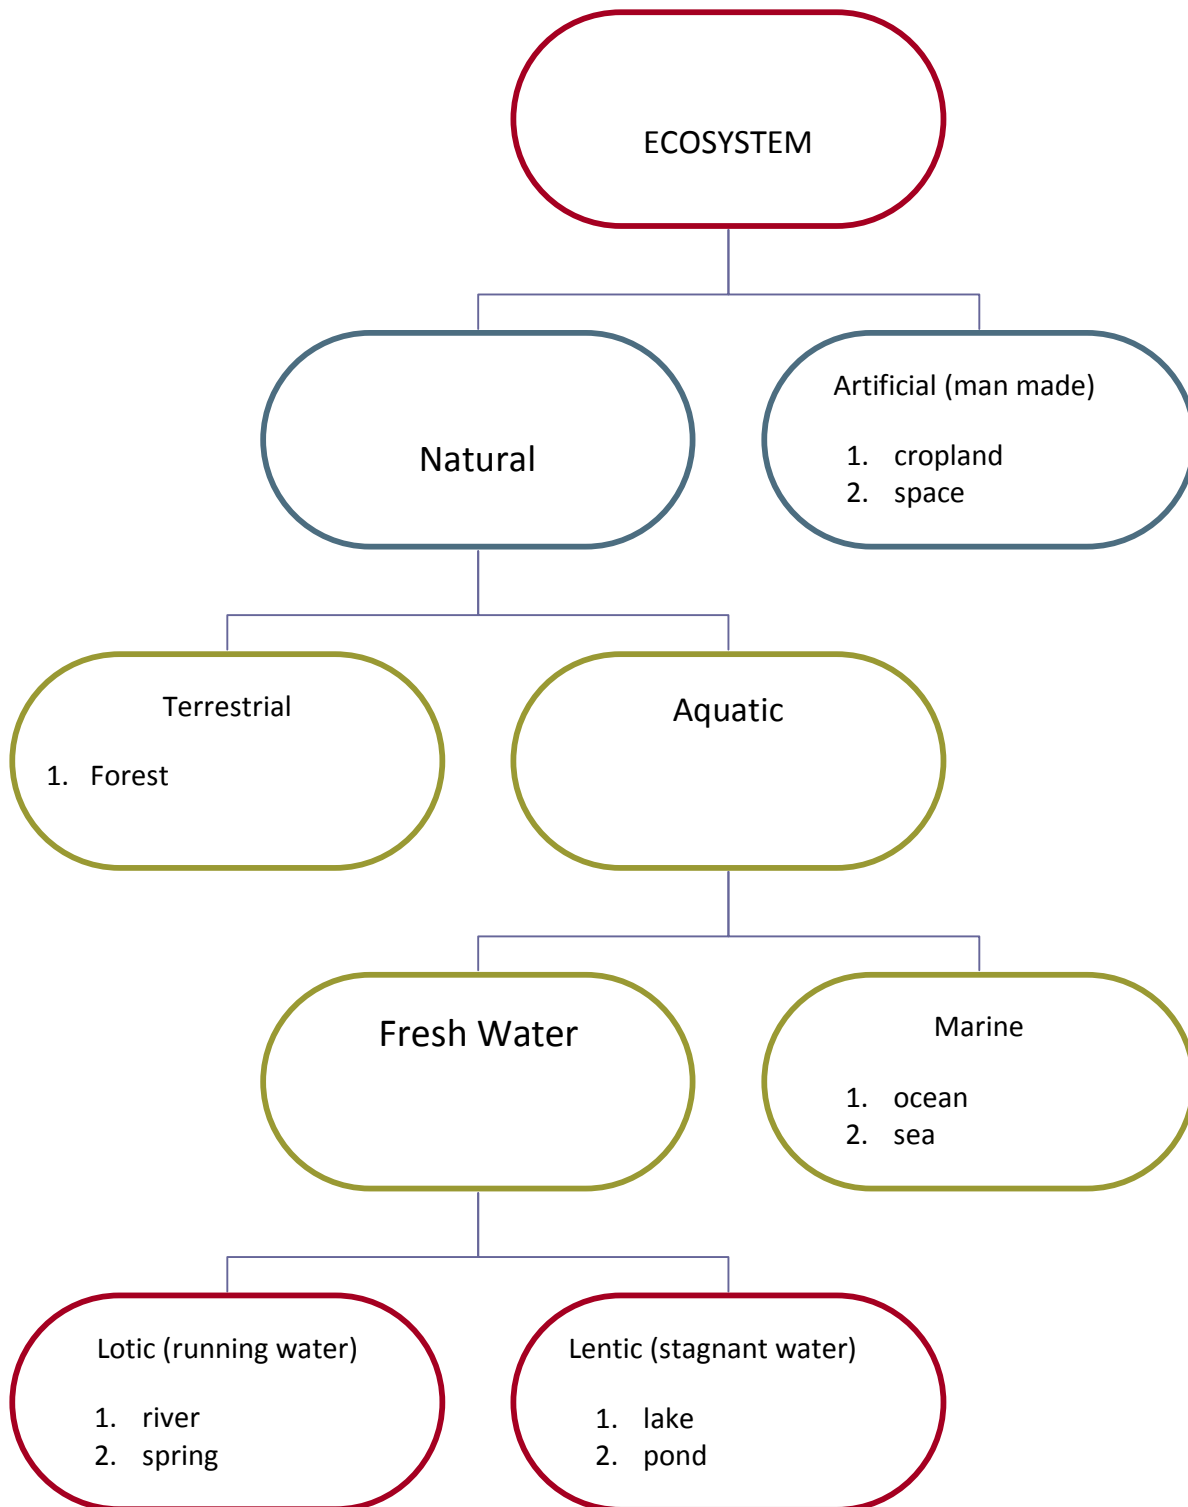 ECOSYSTEM
Natural
Artificial (man made)
1. cropland
2. space
Terrestrial
1. Forest
Aquatic
Fresh Water
Marine
1. ocean
2. sea
Lotic (running water)
1. river
2. spring
Lentic (stagnant water)
1. lake
2. pond